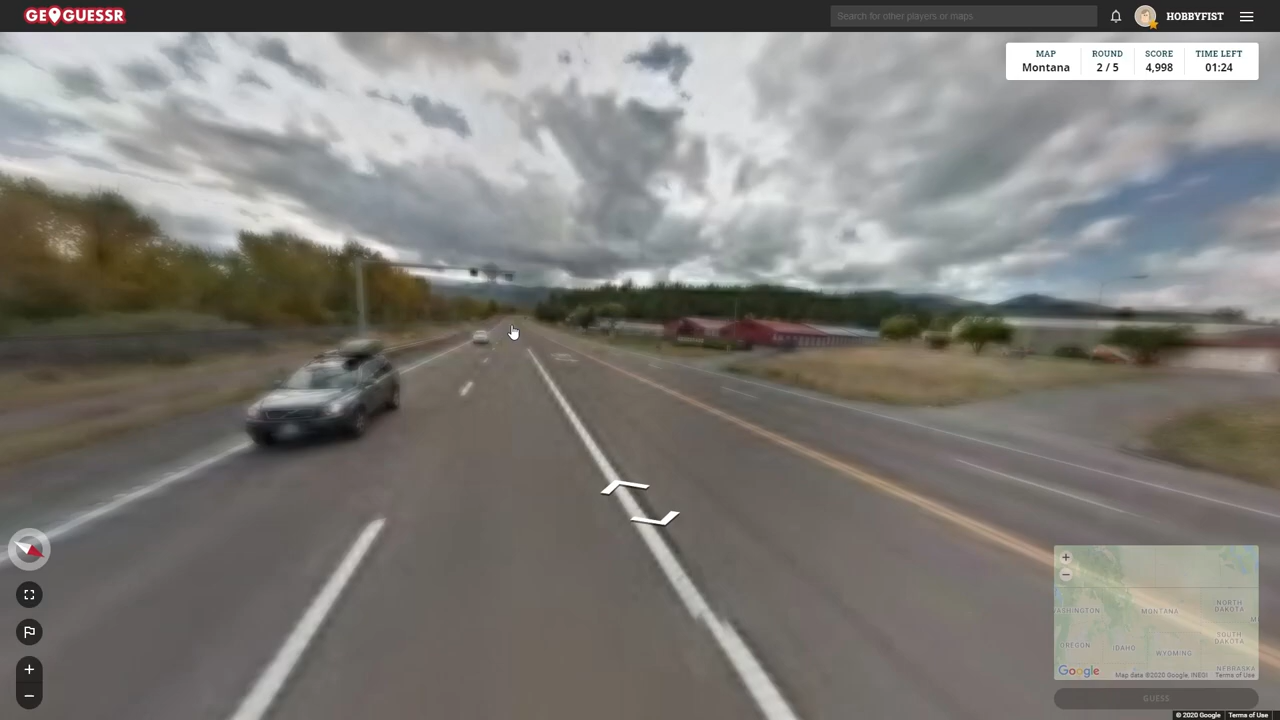 GEOGUESSR
Search for other players or maps
HOBBYFIST
MAP
Montana
ROUND
2 / 5
SCORE
4,998
TIME LEFT
01:24
+
−
+
−
ASHINGTON
MONTANA
NORTH
DAKOTA
M
SOUTH
DAKOTA
OREGON
IDAHO
WYOMING
NEBRASKA
Google
Map data ©2020 Google, INEGI
Terms of Use
GUESS
© 2020 Google
Terms of Use